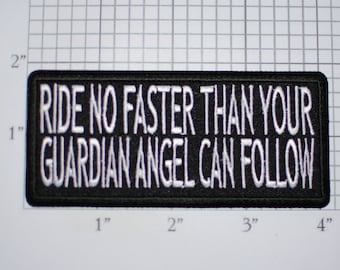 2"
RIDE NO FASTER THAN YOUR
1"
GUARDIAN ANGEL CAN FOLLOW
1" 2" 3" 4"